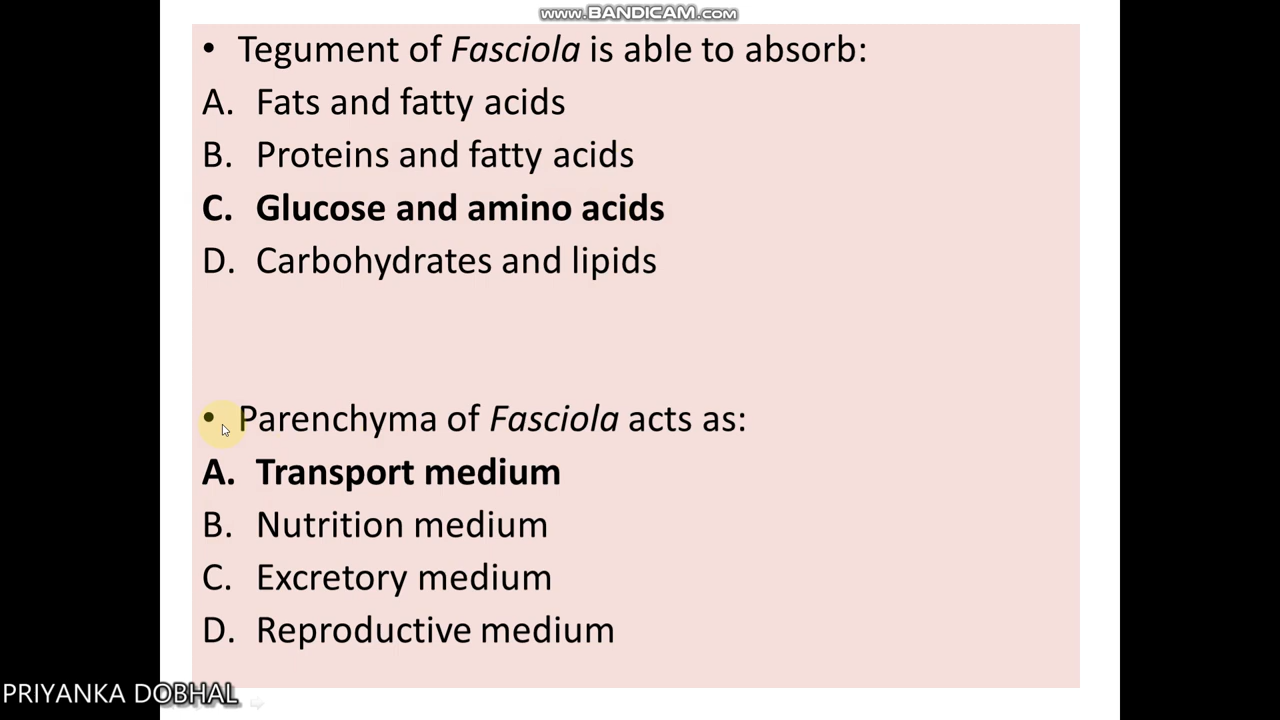 www.BANDICAM.com
• Tegument of Fasciola is able to absorb:
A. Fats and fatty acids
B. Proteins and fatty acids
C. Glucose and amino acids
D. Carbohydrates and lipids
• Parenchyma of Fasciola acts as:
A. Transport medium
B. Nutrition medium
C. Excretory medium
D. Reproductive medium
PRIYANKA DOBHAL